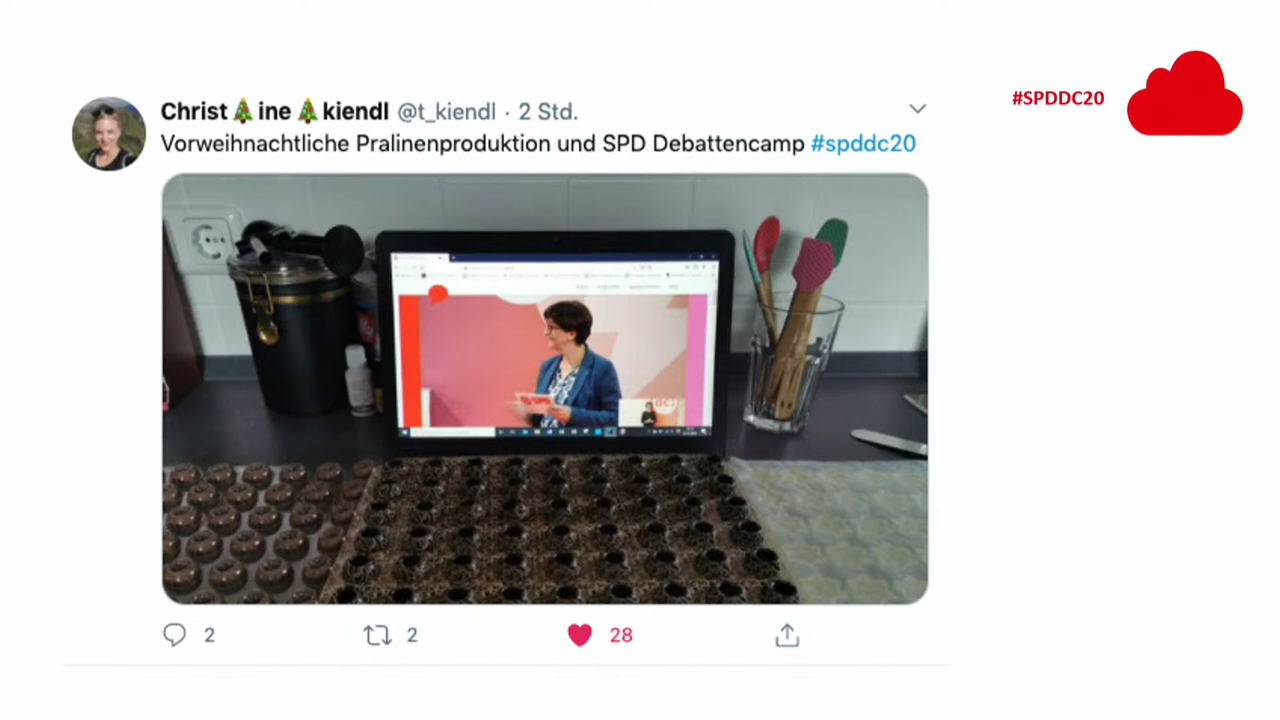 #SPDDC20
Christ🎄ine🎄kiendl @t_kiendl · 2 Std.
Vorweihnachtliche Pralinenproduktion und SPD Debattencamp #spddc20
2 2 28